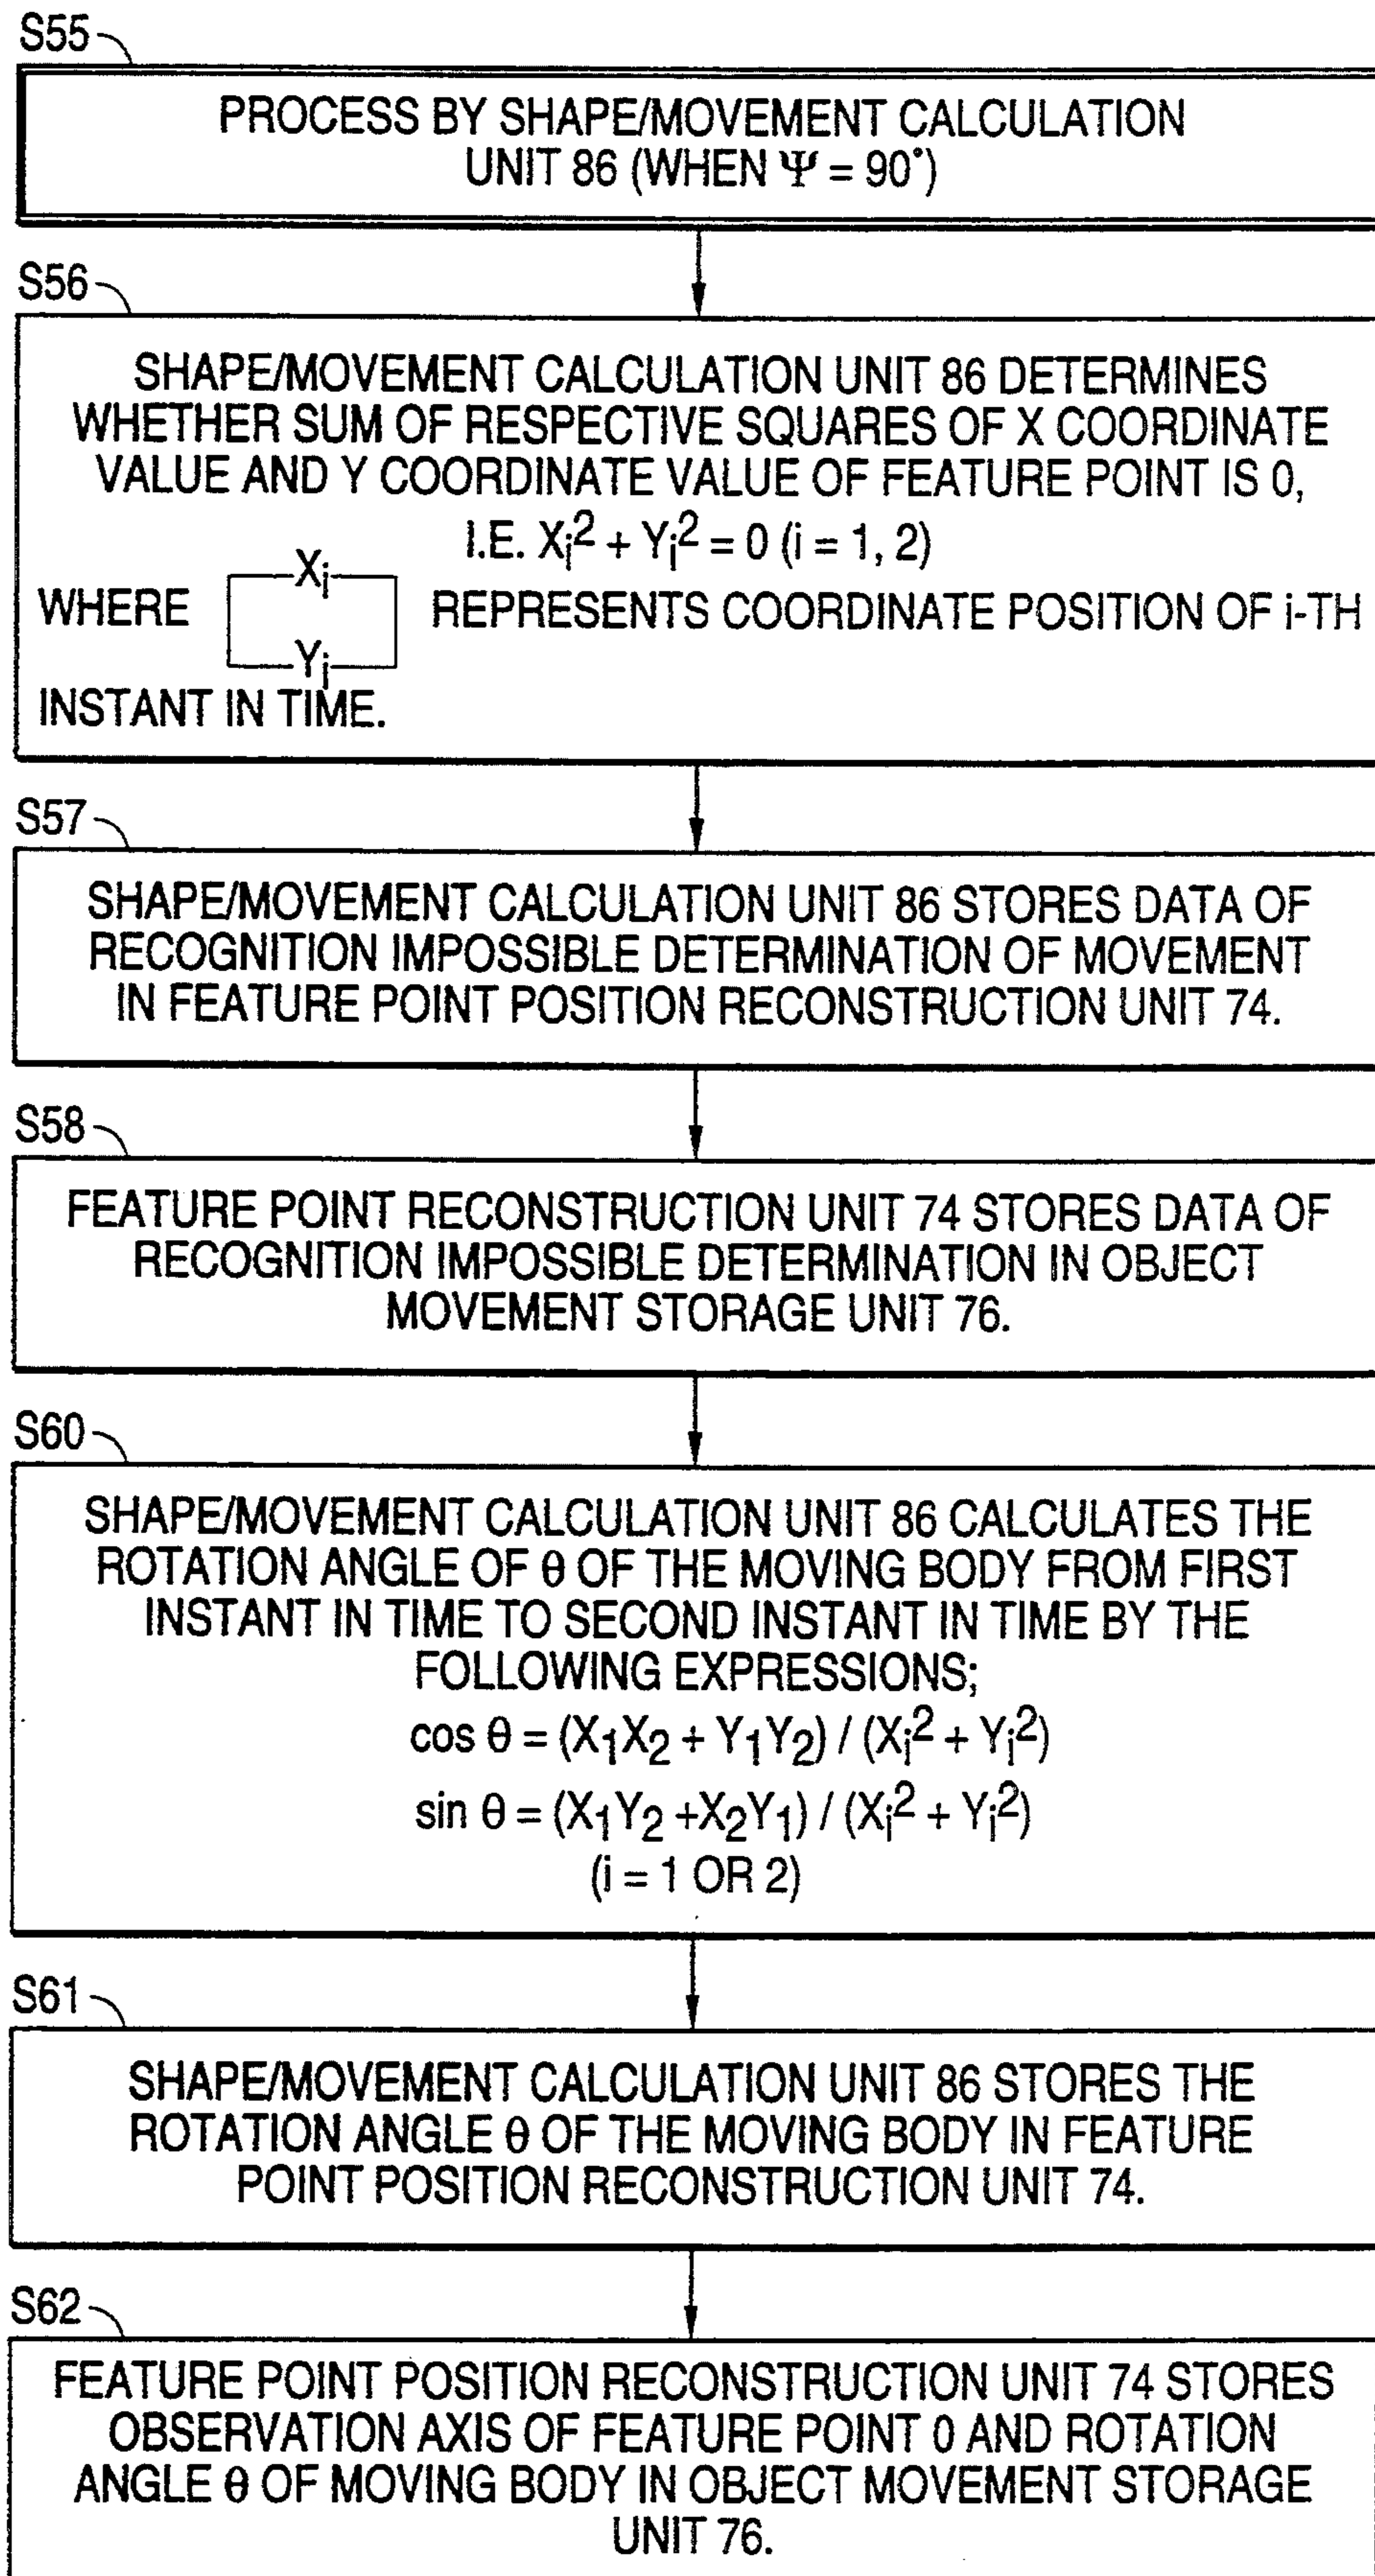 S55
PROCESS BY SHAPE/MOVEMENT CALCULATION
UNIT 86 (WHEN Ψ = 90°)
S56
SHAPE/MOVEMENT CALCULATION UNIT 86 DETERMINES
WHETHER SUM OF RESPECTIVE SQUARES OF X COORDINATE
VALUE AND Y COORDINATE VALUE OF FEATURE POINT IS 0,
I.E. Xi² + Yi² = 0 (i = 1, 2)
Xi
WHERE REPRESENTS COORDINATE POSITION OF i-TH
Yi
INSTANT IN TIME.
S57
SHAPE/MOVEMENT CALCULATION UNIT 86 STORES DATA OF
RECOGNITION IMPOSSIBLE DETERMINATION OF MOVEMENT
IN FEATURE POINT POSITION RECONSTRUCTION UNIT 74.
S58
FEATURE POINT RECONSTRUCTION UNIT 74 STORES DATA OF
RECOGNITION IMPOSSIBLE DETERMINATION IN OBJECT
MOVEMENT STORAGE UNIT 76.
S60
SHAPE/MOVEMENT CALCULATION UNIT 86 CALCULATES THE
ROTATION ANGLE OF θ OF THE MOVING BODY FROM FIRST
INSTANT IN TIME TO SECOND INSTANT IN TIME BY THE
FOLLOWING EXPRESSIONS;
cos θ = (X₁X₂ + Y₁Y₂) / (Xi² + Yi²)
sin θ = (X₁Y₂ +X₂Y₁) / (Xi² + Yi²)
(i = 1 OR 2)
S61
SHAPE/MOVEMENT CALCULATION UNIT 86 STORES THE
ROTATION ANGLE θ OF THE MOVING BODY IN FEATURE
POINT POSITION RECONSTRUCTION UNIT 74.
S62
FEATURE POINT POSITION RECONSTRUCTION UNIT 74 STORES
OBSERVATION AXIS OF FEATURE POINT 0 AND ROTATION
ANGLE θ OF MOVING BODY IN OBJECT MOVEMENT STORAGE
UNIT 76.